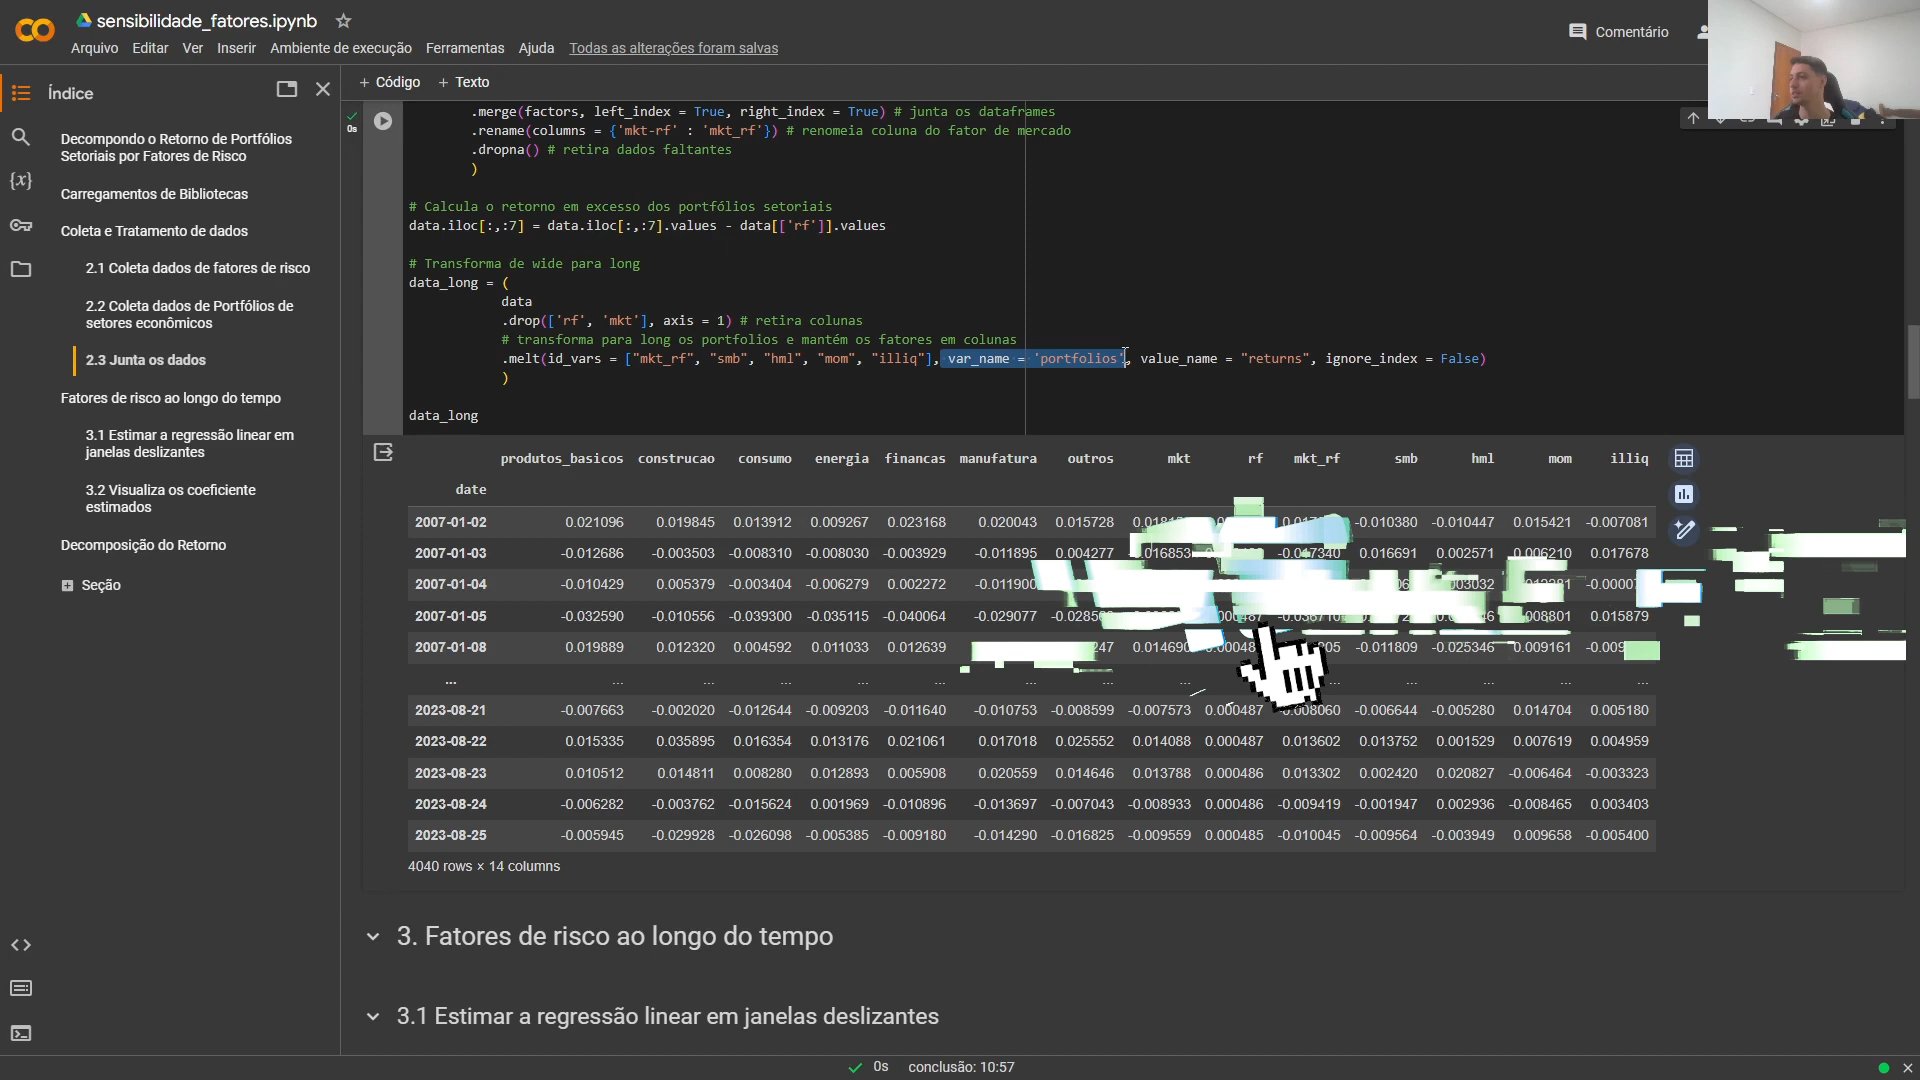 sensibilidade_fatores.ipynb
Arquivo Editar Ver Inserir Ambiente de execução Ferramentas Ajuda Todas as alterações foram salvas
Comentário
Índice
+ Código + Texto
Decompondo o Retorno de Portfólios
Setoriais por Fatores de Risco
Carregamentos de Bibliotecas
Coleta e Tratamento de dados
2.1 Coleta dados de fatores de risco
2.2 Coleta dados de Portfólios de
setores econômicos
2.3 Junta os dados
Fatores de risco ao longo do tempo
3.1 Estimar a regressão linear em
janelas deslizantes
3.2 Visualiza os coeficiente
estimados
Decomposição do Retorno
Seção
0s
.merge(factors, left_index = True, right_index = True) # junta os dataframes
.rename(columns = {'mkt-rf' : 'mkt_rf'}) # renomeia coluna do fator de mercado
.dropna() # retira dados faltantes
)
# Calcula o retorno em excesso dos portfólios setoriais
data.iloc[:,:7] = data.iloc[:,:7].values - data[['rf']].values
# Transforma de wide para long
data_long = (
data
.drop(['rf', 'mkt'], axis = 1) # retira colunas
# transforma para long os portfolios e mantém os fatores em colunas
.melt(id_vars = ["mkt_rf", "smb", "hml", "mom", "illiq"], var_name = 'portfolios', value_name = "returns", ignore_index = False)
)
data_long
produtos_basicos construcao consumo energia financas manufatura outros mkt rf mkt_rf smb hml mom illiq
date
2007-01-02 0.021096 0.019845 0.013912 0.009267 0.023168 0.020043 0.015728 -0.010380 -0.010447 0.015421 -0.007081
2007-01-03 -0.012686 -0.003503 -0.008310 -0.008030 -0.003929 -0.011895 0.004277 -0.017340 0.016691 0.002571 0.006210 0.017678
2007-01-04 -0.010429 0.005379 -0.003404 -0.006279 0.002272 -0.011900
2007-01-05 -0.032590 -0.010556 -0.039300 -0.035115 -0.040064 -0.029077 0.015879
2007-01-08 0.019889 0.012320 0.004592 0.011033 0.012639 0.014690 -0.011809 -0.025346 0.009161
... ... ... ... ... ... ... ... ... ... ... ... ...
2023-08-21 -0.007663 -0.002020 -0.012644 -0.009203 -0.011640 -0.010753 -0.008599 -0.007573 0.000487 -0.008060 -0.006644 -0.005280 0.014704 0.005180
2023-08-22 0.015335 0.035895 0.016354 0.013176 0.021061 0.017018 0.025552 0.014088 0.000487 0.013602 0.013752 0.001529 0.007619 0.004959
2023-08-23 0.010512 0.014811 0.008280 0.012893 0.005908 0.020559 0.014646 0.013788 0.000486 0.013302 0.002420 0.020827 -0.006464 -0.003323
2023-08-24 -0.006282 -0.003762 -0.015624 0.001969 -0.010896 -0.013697 -0.007043 -0.008933 0.000486 -0.009419 -0.001947 0.002936 -0.008465 0.003403
2023-08-25 -0.005945 -0.029928 -0.026098 -0.005385 -0.009180 -0.014290 -0.016825 -0.009559 0.000485 -0.010045 -0.009564 -0.003949 0.009658 -0.005400
4040 rows × 14 columns
3. Fatores de risco ao longo do tempo
3.1 Estimar a regressão linear em janelas deslizantes
0s conclusão: 10:57